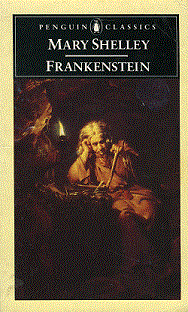 PENGUIN CLASSICS
MARY SHELLEY
FRANKENSTEIN